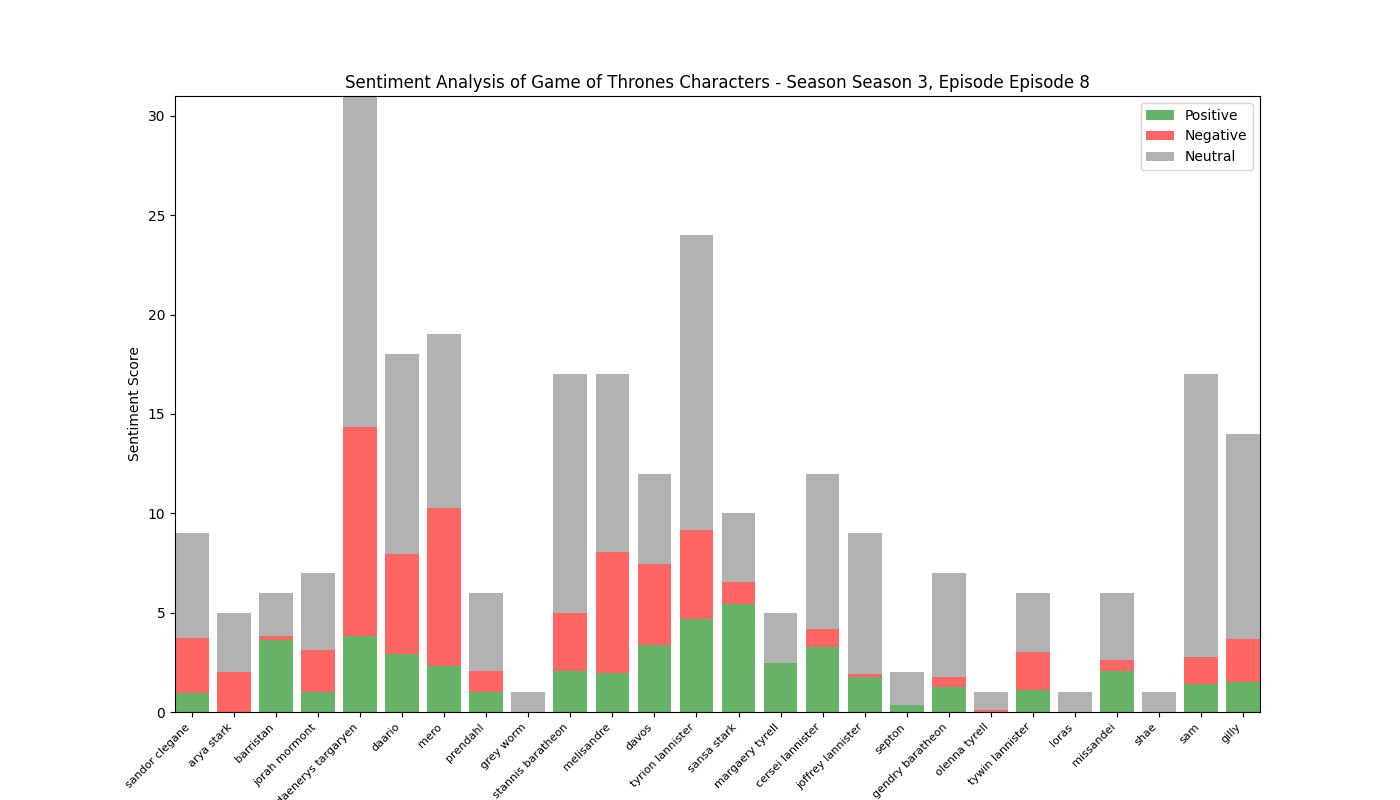 Sentiment Analysis of Game of Thrones Characters - Season Season 3, Episode Episode 8
Positive
Negative
Neutral
Sentiment Score
30
25
20
15
10
5
0
sandor clegane
arya stark
barristan
jorah mormont
daenerys targaryen
daario
mero
prendahl
grey worm
stannis baratheon
melisandre
davos
tyrion lannister
sansa stark
margaery tyrell
cersei lannister
joffrey lannister
septon
gendry baratheon
olenna tyrell
tywin lannister
loras
missandei
shae
sam
gilly